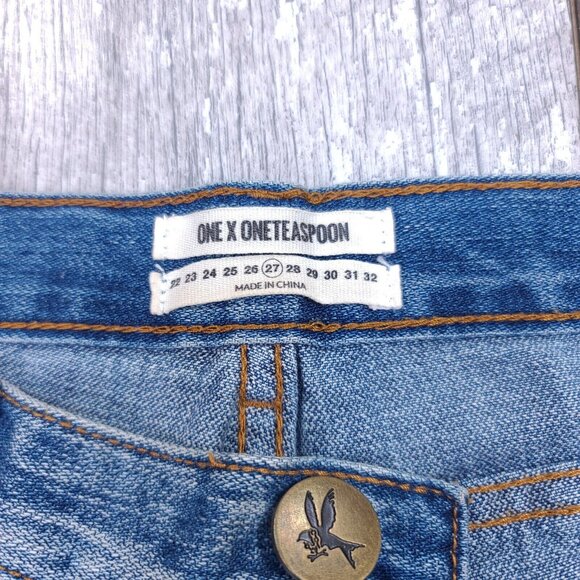 ONE X ONETEASPOON
22 23 24 25 26 27 28 29 30 31 32
MADE IN CHINA